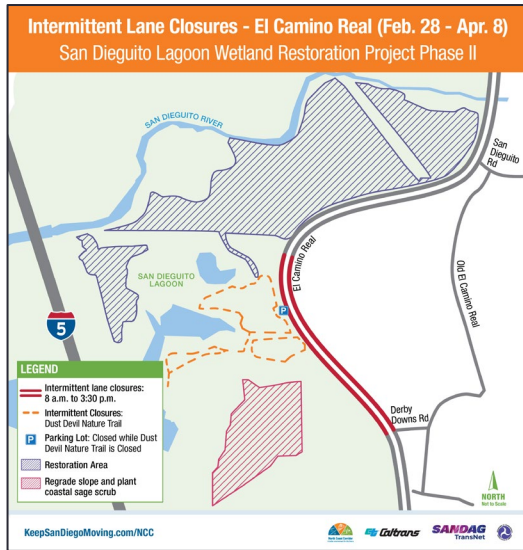 Intermittent Lane Closures - El Camino Real (Feb. 28 - Apr. 8)
San Dieguito Lagoon Wetland Restoration Project Phase II
SAN DIEGUITO RIVER
San
Dieguito
Rd
El Camino Real
Old El Camino Real
SAN DIEGUITO
LAGOON
P
5
Derby
Downs Rd
LEGEND
Intermittent lane closures:
8 a.m. to 3:30 p.m.
Intermittent Closures:
Dust Devil Nature Trail
P
Parking Lot: Closed while Dust
Devil Nature Trail is Closed
Restoration Area
Regrade slope and plant
coastal sage scrub
NORTH
Not to Scale
KeepSanDiegoMoving.com/NCC
Caltrans
SANDAG
TransNet